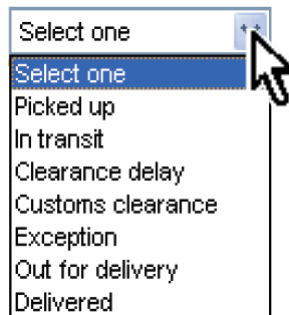 Select one
Select one
Picked up
In transit
Clearance delay
Customs clearance
Exception
Out for delivery
Delivered